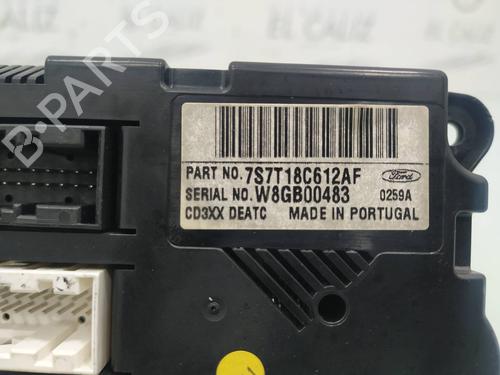 B-PARTS
PART NO. 7S7T18C612AF
Ford
SERIAL NO. W8GB00483 0259A
CD3XX DEATC MADE IN PORTUGAL